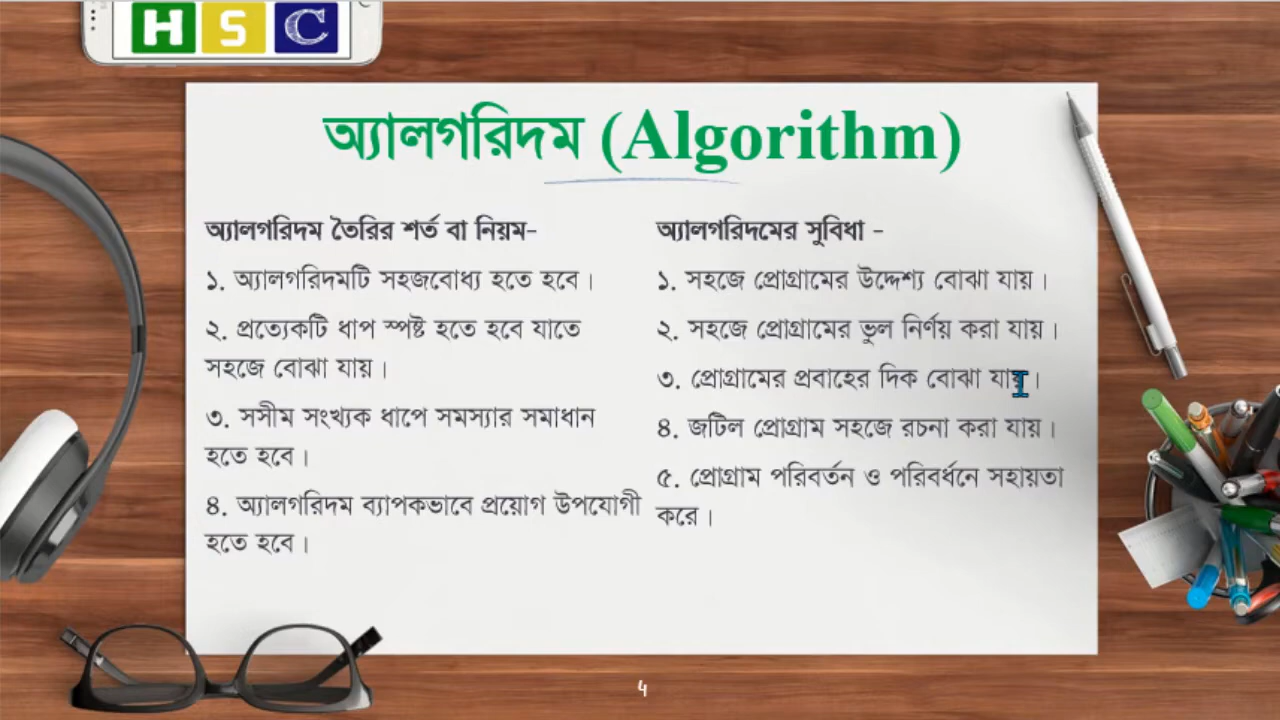 HSC
অ্যালগরিদম (Algorithm)
অ্যালগরিদম তৈরির শর্ত বা নিয়ম-
১. অ্যালগরিদমটি সহজবোধ্য হতে হবে।
২. প্রত্যেকটি ধাপ স্পষ্ট হতে হবে যাতে
সহজে বোঝা যায়।
৩. সসীম সংখ্যক ধাপে সমস্যার সমাধান
হতে হবে।
৪. অ্যালগরিদম ব্যাপকভাবে প্রয়োগ উপযোগী
হতে হবে।
অ্যালগরিদমের সুবিধা -
১. সহজে প্রোগ্রামের উদ্দেশ্য বোঝা যায়।
২. সহজে প্রোগ্রামের ভুল নির্ণয় করা যায়।
৩. প্রোগ্রামের প্রবাহের দিক বোঝা যায়।
৪. জটিল প্রোগ্রাম সহজে রচনা করা যায়।
৫. প্রোগ্রাম পরিবর্তন ও পরিবর্ধনে সহায়তা
করে।